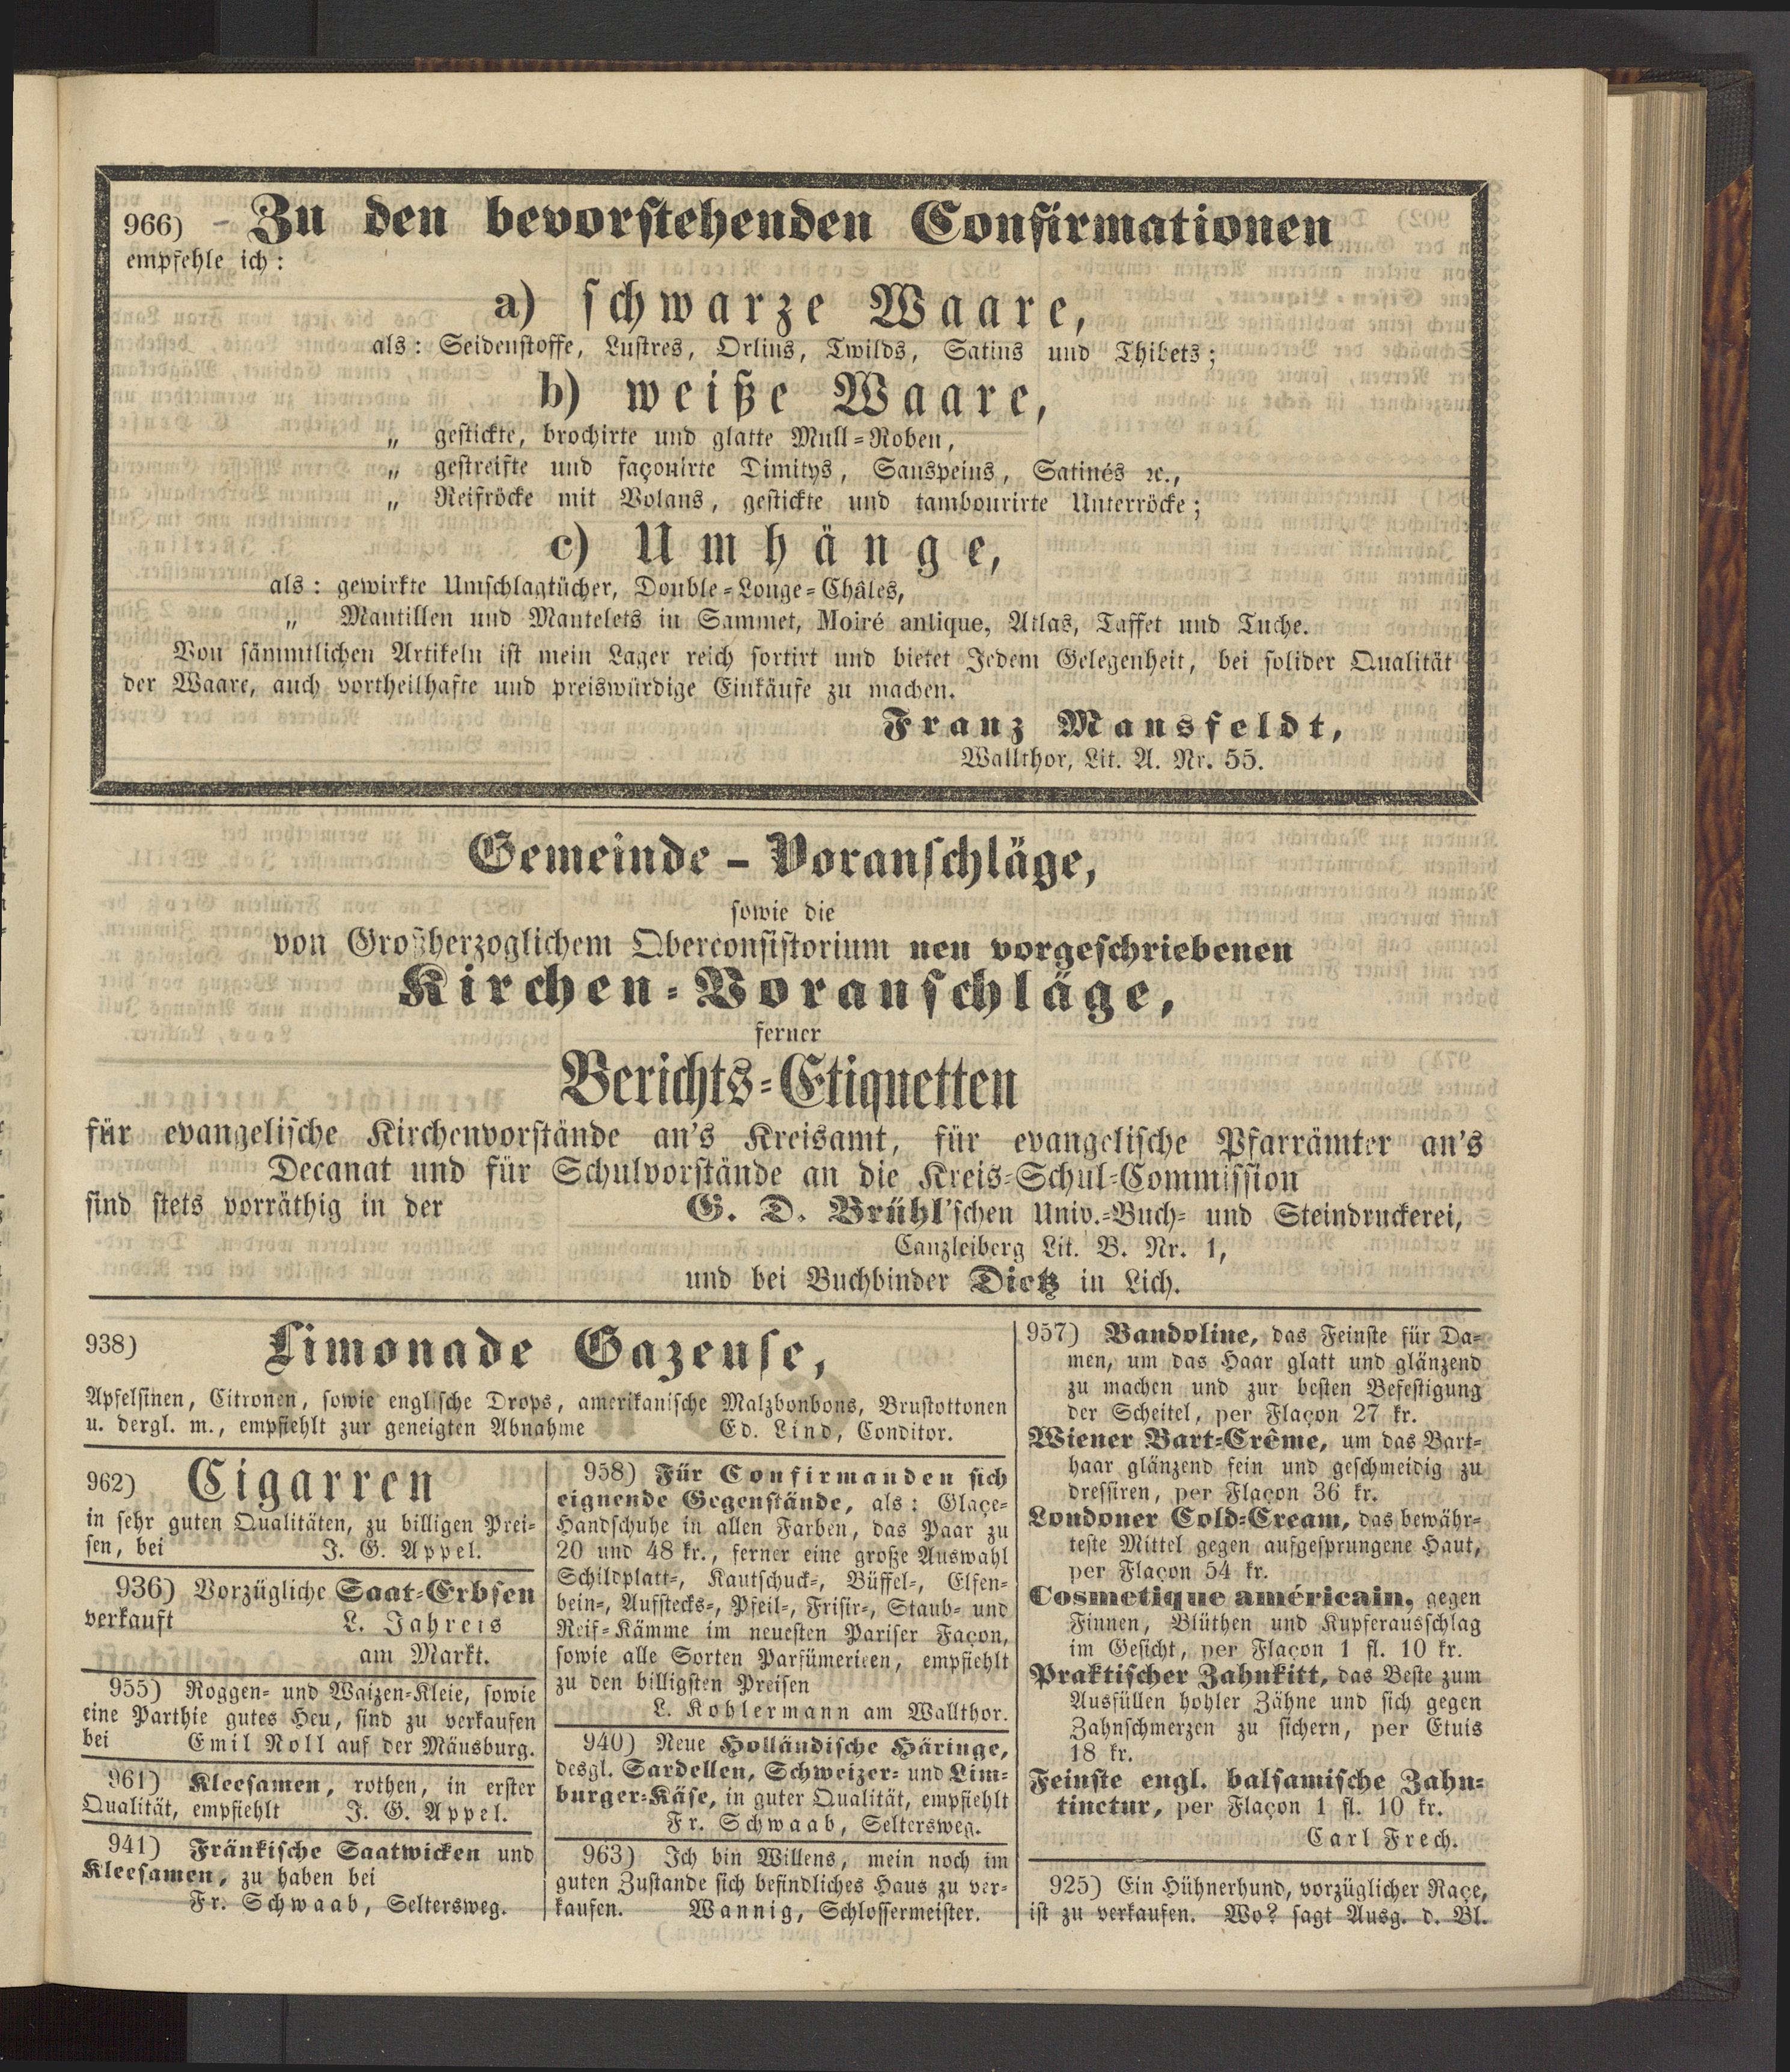 966) Zu den bevorstehenden Confirmationen
empfehle ich:
a) schwarze Waare,
als: Seidenstoffe, Lustres, Orlins, Twilds, Satins und Thibets;
b) weiße Waare,
„ gestickte, brochirte und glatte Mull-Roben,
„ gestreifte und façonirte Dimitys, Sanspeins, Satinés ꝛc.,
„ Reifröcke mit Volans, gestickte und tambourirte Unterröcke;
c) Umhänge,
als: gewirkte Umschlagtücher, Double-Longe-Châles,
„ Mantillen und Mantelets in Sammet, Moiré antique, Atlas, Taffet und Tuche.
Von sämmtlichen Artikeln ist mein Lager reich sortirt und bietet Jedem Gelegenheit, bei solider Qualität
der Waare, auch vortheilhafte und preiswürdige Einkäufe zu machen.
Franz Mansfeldt,
Wallthor, Lit. A. Nr. 55.
Gemeinde-Voranschläge,
sowie die
von Großherzoglichem Oberconsistorium neu vorgeschriebenen
Kirchen-Voranschläge,
ferner
Berichts-Etiquetten
für evangelische Kirchenvorstände an's Kreisamt, für evangelische Pfarrämter an's
Decanat und für Schulvorstände an die Kreis-Schul-Commission
sind stets vorräthig in der G. D. Brühl'schen Univ.-Buch- und Steindruckerei,
Canzleiberg Lit. B. Nr. 1,
und bei Buchbinder Dietz in Lich.
938) Limonade Gazeuse,
Apfelsinen, Citronen, sowie englische Drops, amerikanische Malzbonbons, Brustottonen
u. dergl. m., empfiehlt zur geneigten Abnahme Ed. Lind, Conditor.
962) Cigarren
in sehr guten Qualitäten, zu billigen Prei-
sen, bei J. G. Appel.
936) Vorzügliche Saat-Erbsen
verkauft L. Jahreis
am Markt.
955) Roggen- und Waizen-Kleie, sowie
eine Parthie gutes Heu, sind zu verkaufen
bei Emil Noll auf der Mäusburg.
961) Kleesamen, rothen, in erster
Qualität, empfiehlt J. G. Appel.
941) Fränkische Saatwicken und
Kleesamen, zu haben bei
Fr. Schwaab, Seltersweg.
958) Für Confirmanden sich
eignende Gegenstände, als: Glaçe-
Handschuhe in allen Farben, das Paar zu
20 und 48 kr., ferner eine große Auswahl
Schildplatt-, Kautschuck-, Büffel-, Elfen-
bein-, Aufstecks-, Pfeil-, Frisir-, Staub- und
Reif-Kämme im neuesten Pariser Façon,
sowie alle Sorten Parfümerieen, empfiehlt
zu den billigsten Preisen
L. Kohlermann am Wallthor.
940) Neue Holländische Häringe,
desgl. Sardellen, Schweizer- und Lim-
burger-Käse, in guter Qualität, empfiehlt
Fr. Schwaab, Seltersweg.
963) Ich bin Willens, mein noch im
guten Zustande sich befindliches Haus zu ver-
kaufen. Wannig, Schlossermeister.
957) Bandoline, das Feinste für Da-
men, um das Haar glatt und glänzend
zu machen und zur besten Befestigung
der Scheitel, per Flaçon 27 kr.
Wiener Bart-Crême, um das Bart-
haar glänzend fein und geschmeidig zu
dressiren, per Flaçon 36 kr.
Londoner Cold-Cream, das bewähr-
teste Mittel gegen aufgesprungene Haut,
per Flaçon 54 kr.
Cosmetique américain, gegen
Finnen, Blüthen und Kupferausschlag
im Gesicht, per Flaçon 1 fl. 10 kr.
Praktischer Zahnkitt, das Beste zum
Ausfüllen hohler Zähne und sich gegen
Zahnschmerzen zu sichern, per Etuis
18 kr.
Feinste engl. balsamische Zahn-
tinctur, per Flaçon 1 fl. 10 kr.
Carl Frech.
925) Ein Hühnerhund, vorzüglicher Raçe,
ist zu verkaufen. Wo? sagt Ausg. d. Bl.